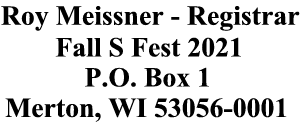 Roy Meissner - Registrar
Fall S Fest 2021
P.O. Box 1
Merton, WI 53056-0001